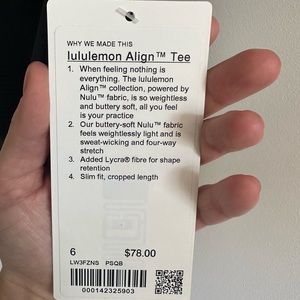 WHY WE MADE THIS
lululemon Align™ Tee
1. When feeling nothing is
everything. The lululemon
Align™ collection, powered by
Nulu™ fabric, is so weightless
and buttery soft, all you feel
is your practice
2. Our buttery-soft Nulu™ fabric
feels weightlessly light and is
sweat-wicking and four-way
stretch
3. Added Lycra® fibre for shape
retention
4. Slim fit, cropped length
6 $78.00
LW3FZNS PSQB
000142325903